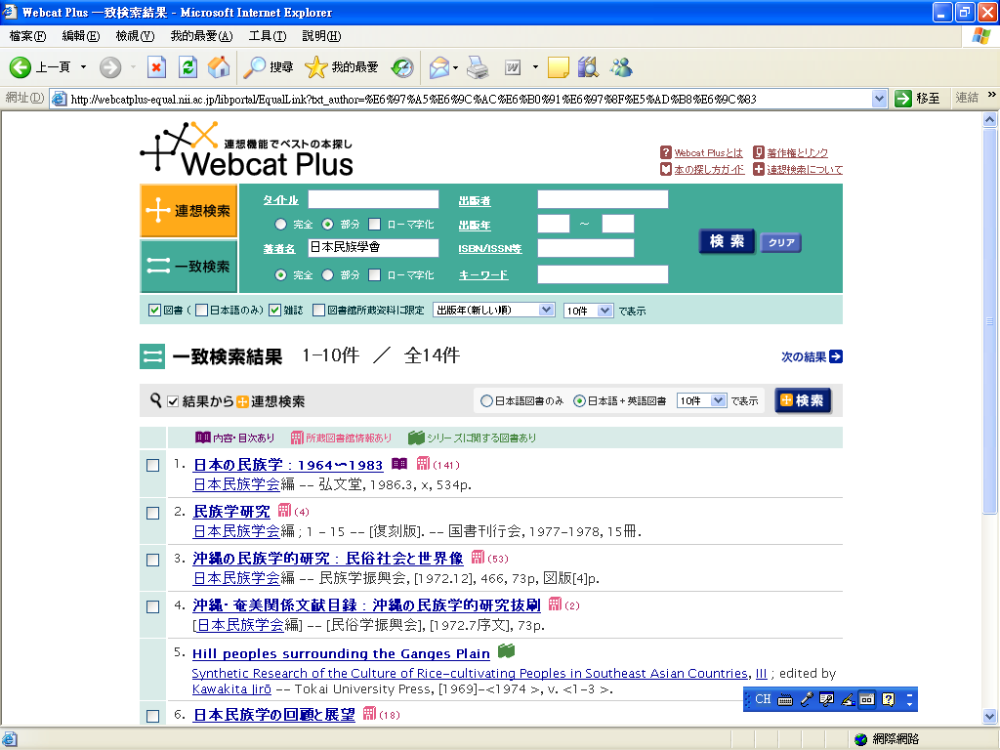 Webcat Plus 一致検索結果 - Microsoft Internet Explorer
檔案(F) 編輯(E) 檢視(V) 我的最愛(A) 工具(T) 說明(H)
上一頁 搜尋 我的最愛
網址(D) http://webcatplus-equal.nii.ac.jp/libportal/EqualLink?txt_author=%E6%97%A5%E6%9C%AC%E6%B0%91%E6%97%8F%E5%AD%B8%E6%9C%83 移至 連結 »
連想機能でベストの本探し
Webcat Plus
Webcat Plusとは 著作権とリンク
本の探し方ガイド 連想検索について
連想検索
一致検索
タイトル 出版者
完全 部分 ローマ字化 出版年 ～
著者名 日本民族學會 ISBN/ISSN等
完全 部分 ローマ字化 キーワード
検索 クリア
図書 ( 日本語のみ) 雑誌 図書館所蔵資料に限定 出版年(新しい順) 10件 で表示
一致検索結果 1-10件 ／ 全14件 次の結果
結果から連想検索 日本語図書のみ 日本語+英語図書 10件 で表示 検索
内容・目次あり 所蔵図書館情報あり シリーズに関する図書あり
1. 日本の民族学 : 1964〜1983 (141)
日本民族学会編 -- 弘文堂, 1986.3, x, 534p.
2. 民族学研究 (4)
日本民族学会編 ; 1 - 15 -- [復刻版]. -- 国書刊行会, 1977-1978, 15冊.
3. 沖縄の民族学的研究 : 民俗社会と世界像 (53)
日本民族学会編 -- 民族学振興会, [1972.12], 466, 73p, 図版[4]p.
4. 沖縄・奄美関係文献目録 : 沖縄の民族学的研究抜刷 (2)
[日本民族学会編] -- [民俗学振興会], [1972.7序文], 73p.
5. Hill peoples surrounding the Ganges Plain
Synthetic Research of the Culture of Rice-cultivating Peoples in Southeast Asian Countries, III ; edited by
Kawakita Jirō -- Tokai University Press, [1969]-<1974 >, v. <1-3 >.
6. 日本民族学の回顧と展望 (18)
CH
網際網路